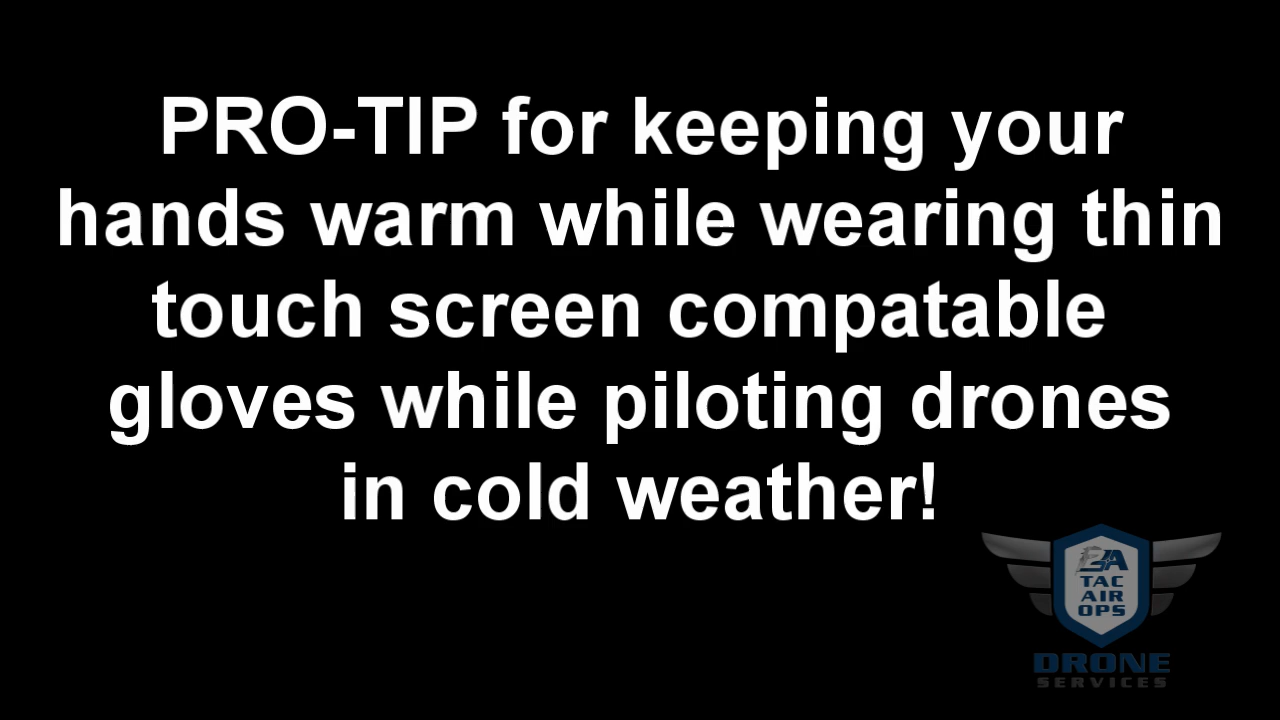 PRO-TIP for keeping your
hands warm while wearing thin
touch screen compatable
gloves while piloting drones
in cold weather!
TAC
AIR
OPS
DRONE
SERVICES